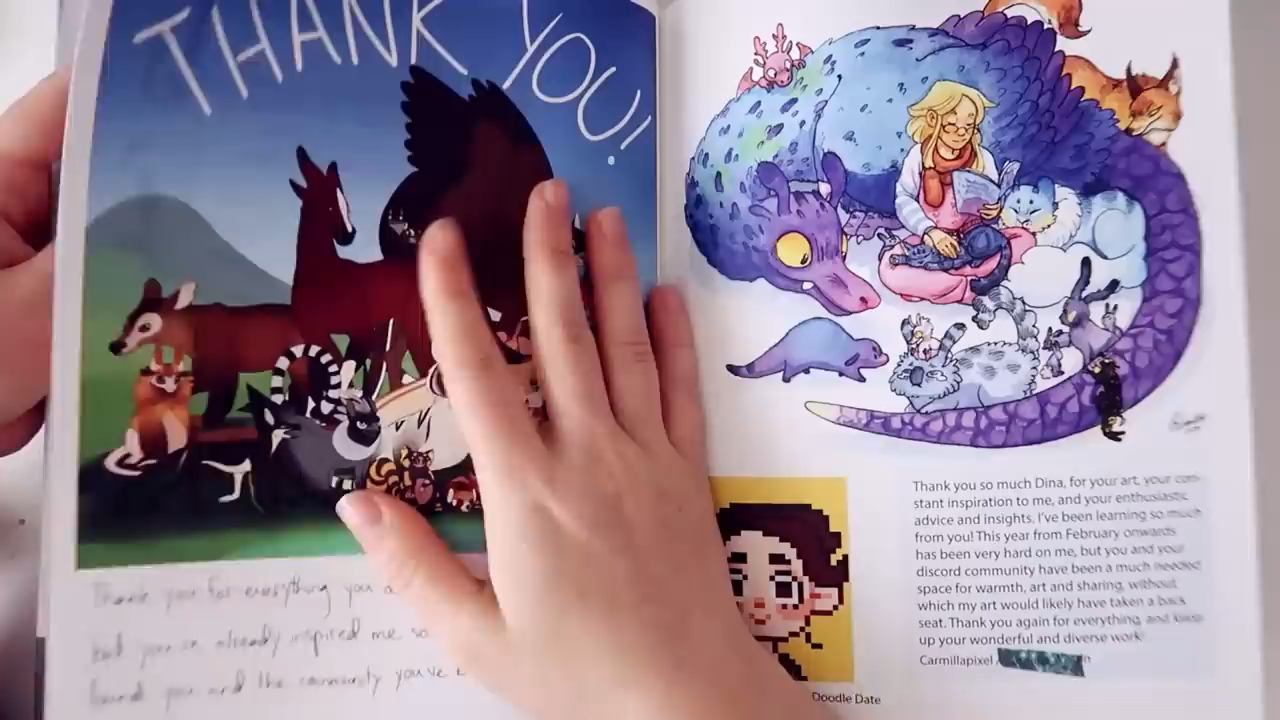 THANK YOU!
Thank you for everything you
but you've already inspired me so
found you and the community you've
Thank you so much Dina, for your art, your con-
stant inspiration to me, and your enthusiastic
advice and insights. I've been learning so much
from you! This year from February onwards
has been very hard on me, but you and your
discord community have been a much needed
space for warmth, art and sharing, without
which my art would likely have taken a back
seat. Thank you again for everything, and keep
up your wonderful and diverse work!
Carmillapixel
Doodle Date